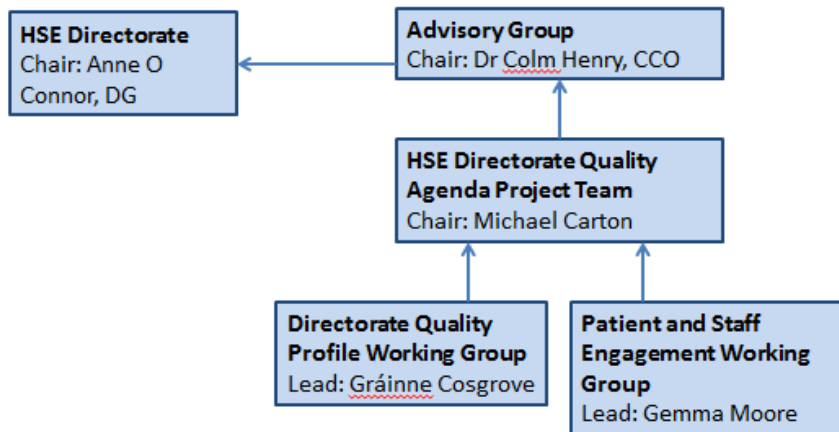 HSE Directorate
Chair: Anne O
Connor, DG
Advisory Group
Chair: Dr Colm Henry, CCO
HSE Directorate Quality
Agenda Project Team
Chair: Michael Carton
Directorate Quality
Profile Working Group
Lead: Gráinne Cosgrove
Patient and Staff
Engagement Working
Group
Lead: Gemma Moore